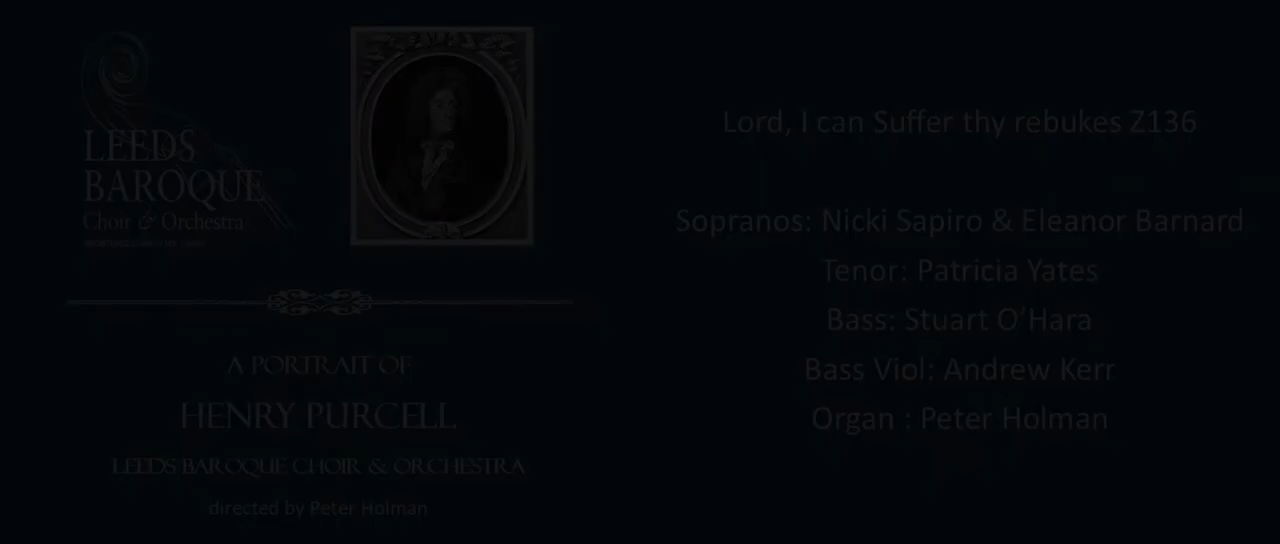 LEEDS
BAROQUE
Choir & Orchestra
A PORTRAIT OF
HENRY PURCELL
LEEDS BAROQUE CHOIR & ORCHESTRA
directed by Peter Holman
Lord, I can Suffer thy rebukes Z136
Sopranos: Nicki Sapiro & Eleanor Barnard
Tenor: Patricia Yates
Bass: Stuart O'Hara
Bass Viol: Andrew Kerr
Organ : Peter Holman